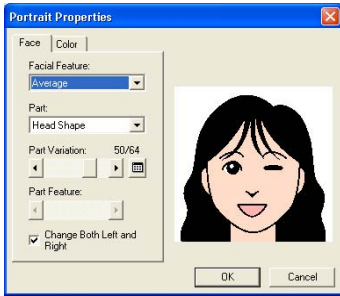 Portrait Properties
Face Color
Facial Feature:
Average
Part:
Head Shape
Part Variation: 50/64
Part Feature:
Change Both Left and
Right
OK Cancel